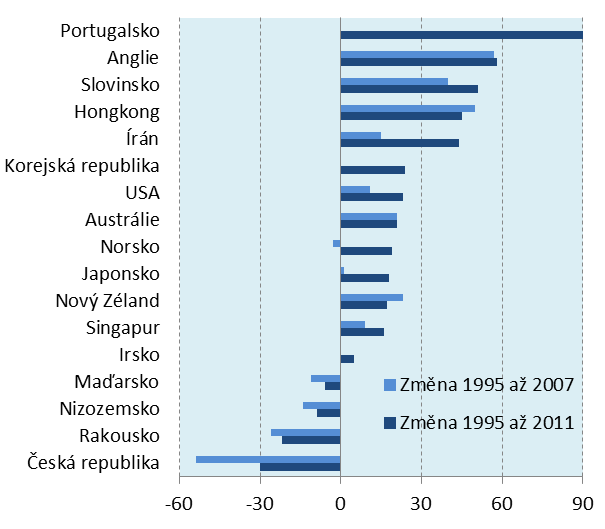 Portugalsko
Anglie
Slovinsko
Hongkong
Írán
Korejská republika
USA
Austrálie
Norsko
Japonsko
Nový Zéland
Singapur
Irsko
Maďarsko
Nizozemsko
Rakousko
Česká republika
Změna 1995 až 2007
Změna 1995 až 2011
-60 -30 0 30 60 90